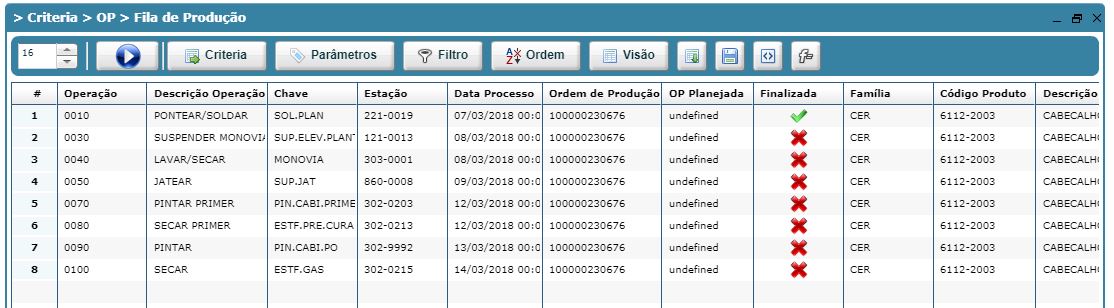 > Criteria > OP > Fila de Produção
16 Criteria Parâmetros Filtro Ordem Visão
# Operação Descrição Operação Chave Estação Data Processo Ordem de Produção OP Planejada Finalizada Família Código Produto Descrição
1 0010 PONTEAR/SOLDAR SOL.PLAN 221-0019 07/03/2018 00:0 100000230676 undefined CER 6112-2003 CABECALH
2 0030 SUSPENDER MONOVIA SUP.ELEV.PLANT 121-0013 08/03/2018 00:0 100000230676 undefined CER 6112-2003 CABECALH
3 0040 LAVAR/SECAR MONOVIA 303-0001 08/03/2018 00:0 100000230676 undefined CER 6112-2003 CABECALH
4 0050 JATEAR SUP.JAT 860-0008 09/03/2018 00:0 100000230676 undefined CER 6112-2003 CABECALH
5 0070 PINTAR PRIMER PIN.CABI.PRIME 302-0203 12/03/2018 00:0 100000230676 undefined CER 6112-2003 CABECALH
6 0080 SECAR PRIMER ESTF.PRE.CURA 302-0213 12/03/2018 00:0 100000230676 undefined CER 6112-2003 CABECALH
7 0090 PINTAR PIN.CABI.PO 302-9992 13/03/2018 00:0 100000230676 undefined CER 6112-2003 CABECALH
8 0100 SECAR ESTF.GAS 302-0215 14/03/2018 00:0 100000230676 undefined CER 6112-2003 CABECALH